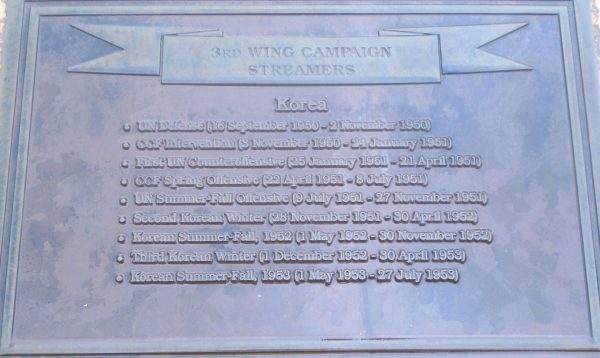 3RD WING CAMPAIGN
STREAMERS
Korea
• UN Defense (16 September 1950 - 2 November 1950)
• CCF Intervention (3 November 1950 - 24 January 1951)
• First UN Counteroffensive (25 January 1951 - 21 April 1951)
• CCF Spring Offensive (22 April 1951 - 8 July 1951)
• UN Summer-Fall Offensive (9 July 1951 - 27 November 1951)
• Second Korean Winter (28 November 1951 - 30 April 1952)
• Korean Summer-Fall, 1952 (1 May 1952 - 30 November 1952)
• Third Korean Winter (1 December 1952 - 30 April 1953)
• Korean Summer-Fall, 1953 (1 May 1953 - 27 July 1953)